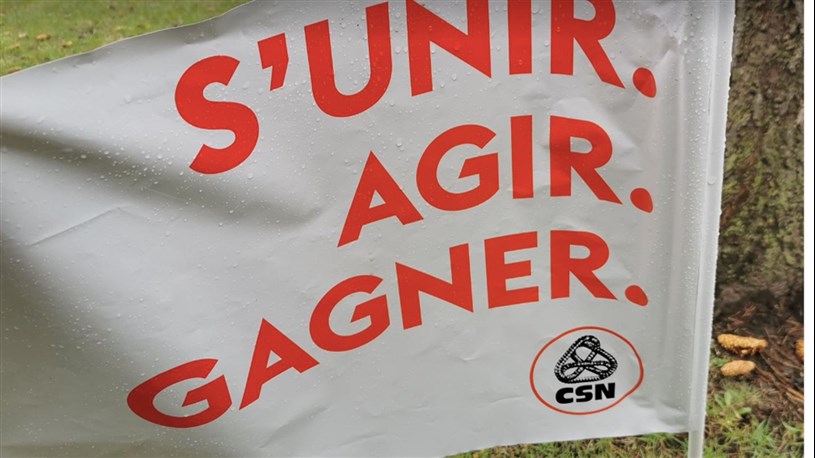 S'UNIR.
AGIR.
GAGNER.
CSN